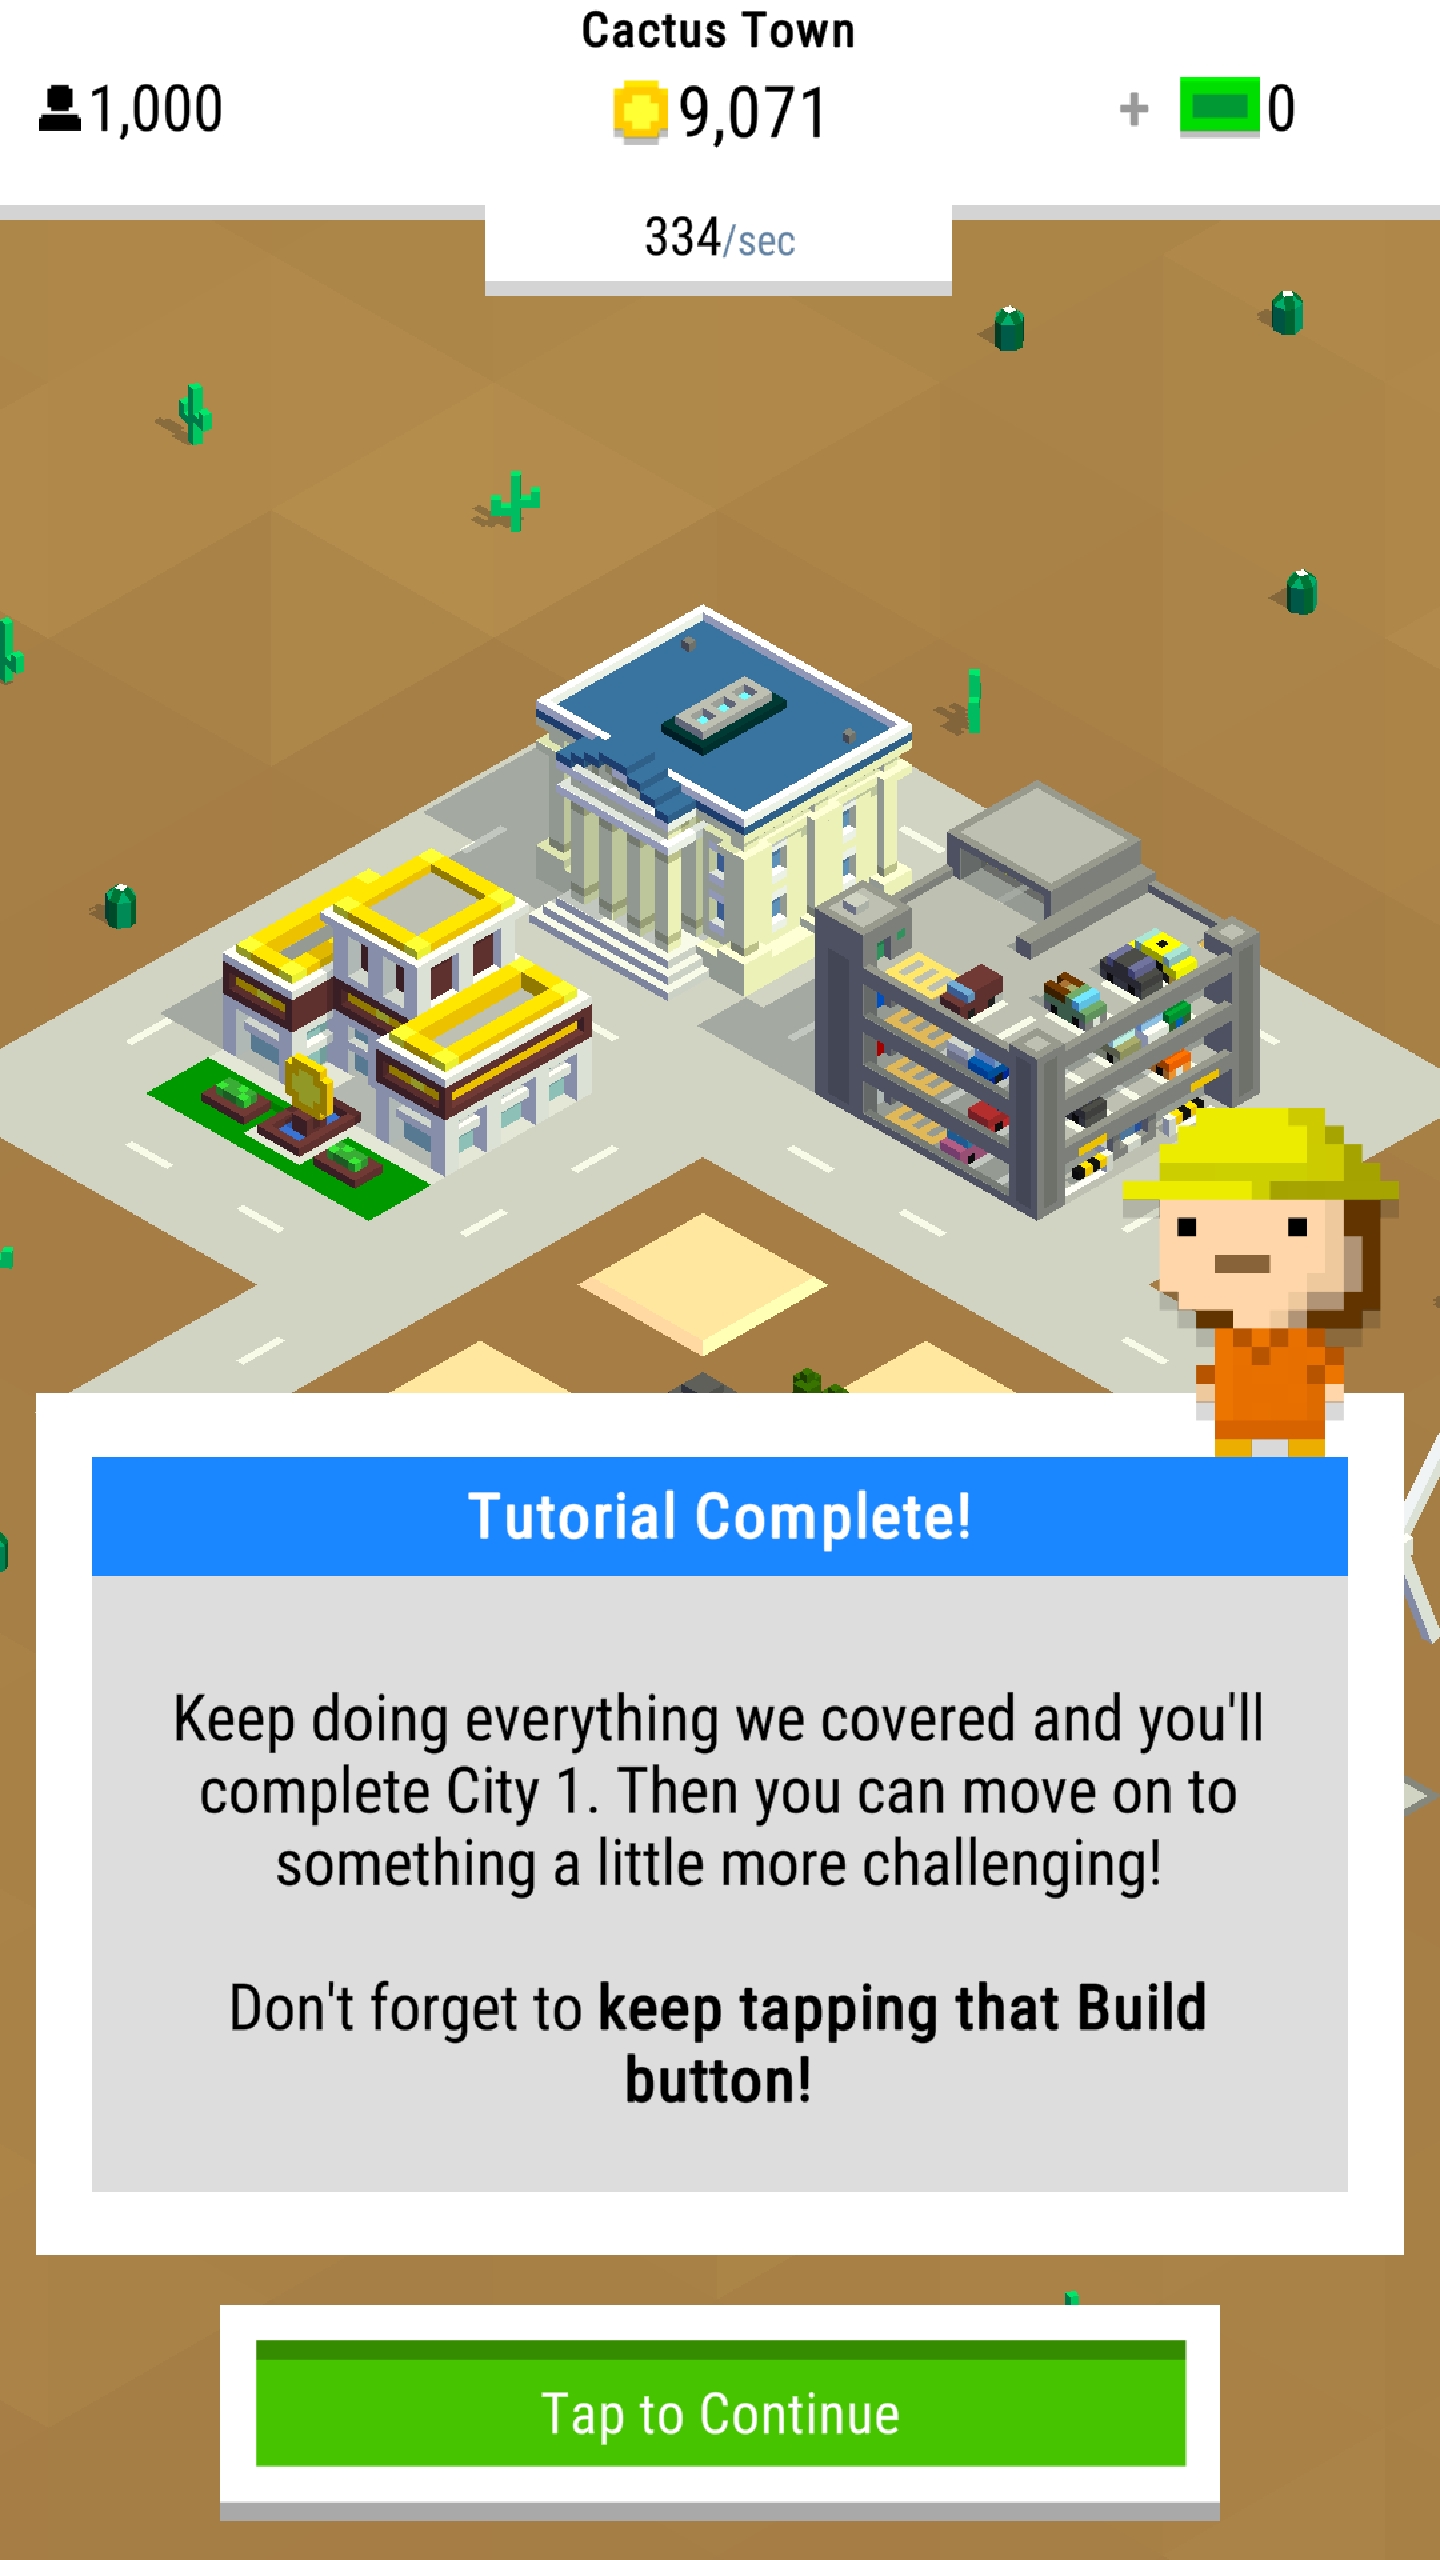 Cactus Town
1,000
9,071
+ 0
334/sec
Tutorial Complete!
Keep doing everything we covered and you'll
complete City 1. Then you can move on to
something a little more challenging!
Don't forget to keep tapping that Build
button!
Tap to Continue